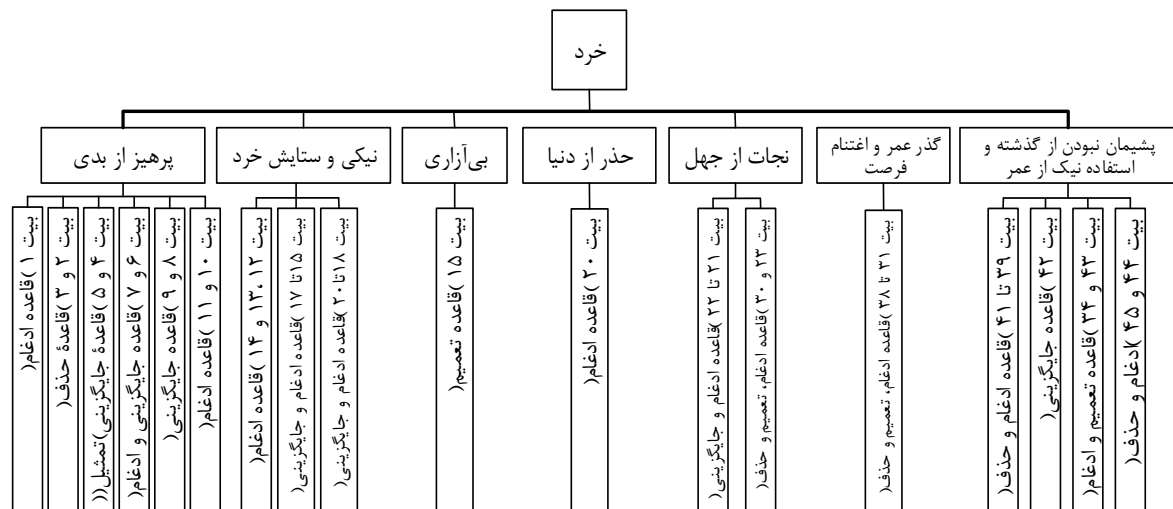 خرد
پشیمان نبودن از گذشته و
استفاده نیک از عمر
گذر عمر و اغتنام
فرصت
نجات از جهل
حذر از دنیا
بی‌آزاری
نیکی و ستایش خرد
پرهیز از بدی
بیت ۴۴ و ۴۵ )ادغام و حذف(
بیت ۴۳ و ۳۴ )قاعده تعمیم و ادغام(
بیت ۴۲ )قاعده جایگزینی(
بیت ۳۹ تا ۴۱ )قاعده ادغام و حذف(
بیت ۳۱ تا ۳۸ )قاعده ادغام، تعمیم و حذف(
بیت ۲۳ و ۳۰ )قاعده ادغام، تعمیم و حذف(
بیت ۲۱ تا ۲۲ )قاعده ادغام و جایگزینی(
بیت ۲۰ )قاعده ادغام(
بیت ۱۵ )قاعده تعمیم(
بیت ۱۸ تا ۲۰ )قاعده ادغام و جایگزینی(
بیت ۱۵ تا ۱۷ )قاعده ادغام و جایگزینی(
بیت ۱۲، ۱۳ و ۱۴ )قاعده ادغام(
بیت ۱۰ و ۱۱ )قاعده ادغام(
بیت ۸ و ۹ )قاعده جایگزینی(
بیت ۶ و ۷ )قاعده جایگزینی و ادغام(
بیت ۴ و ۵ )قاعدۀ جایگزینی)تمثیل((
بیت ۲ و ۳ )قاعدۀ حذف(
بیت ۱ )قاعده ادغام(